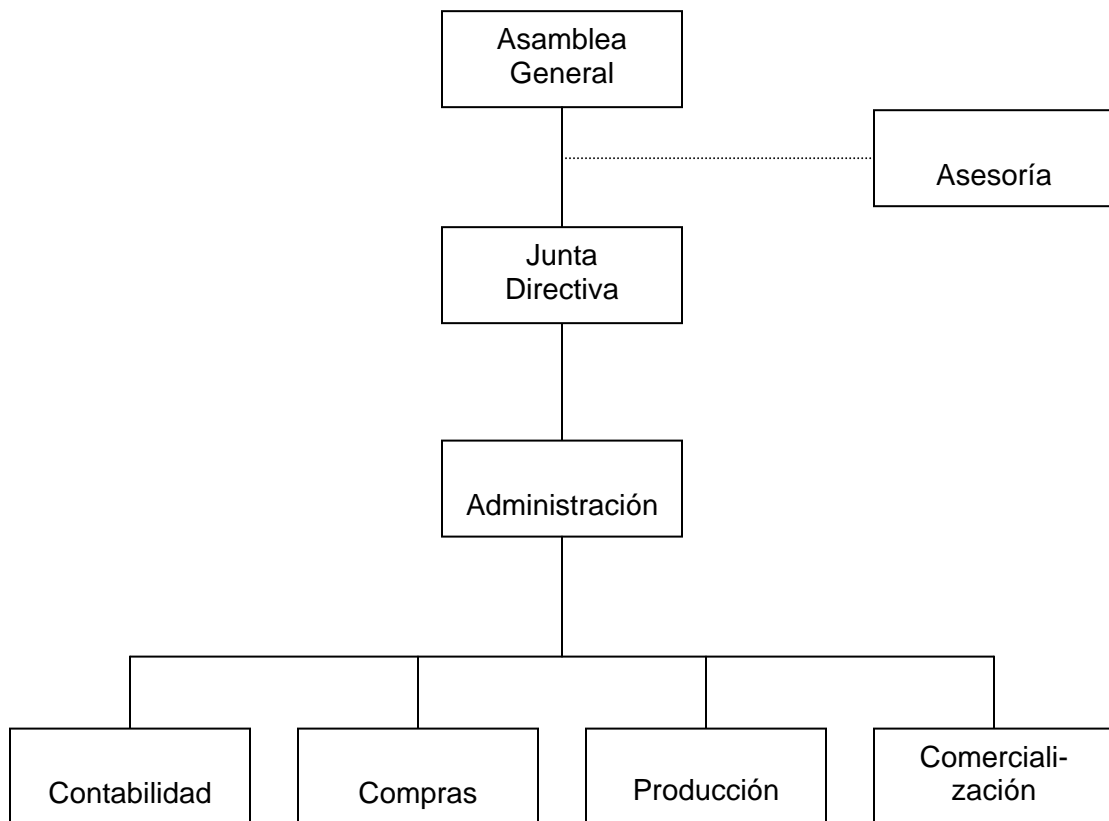 Asamblea
General
Asesoría
Junta
Directiva
Administración
Contabilidad
Compras
Producción
Comerciali-
zación